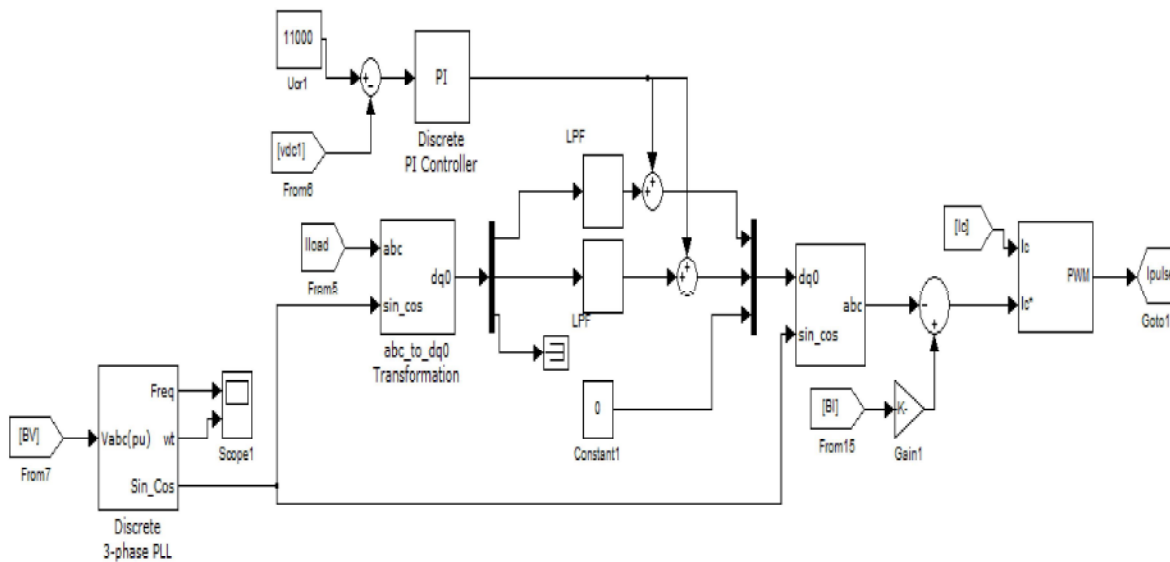 11000
Ucr1
PI
Discrete
PI Controller
[vdc1]
From6
LPF
Iload
From5
abc
sin_cos
dq0
abc_to_dq0
Transformation
LPF
0
Constant1
dq0
sin_cos
abc
[Ic]
Ic
Ic*
PWM
Ipulse
Goto1
[BI]
From15
-K-
Gain1
[BV]
From7
Vabc(pu)
Freq
wt
Sin_Cos
Discrete
3-phase PLL
Scope1